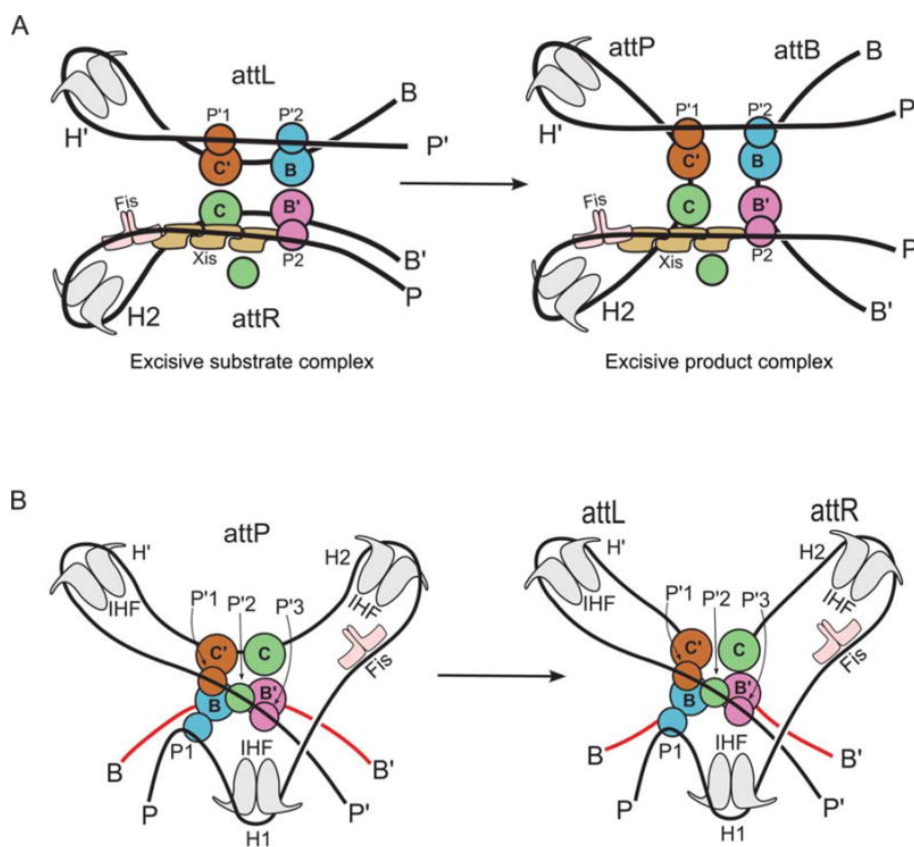 A
attL
B
P'1
P'2
H'
P'
C'
B
Fis
C
B'
Xis
P2
B'
P
H2
attR
Excisive substrate complex
attP
attB
B
P'1
P'2
P
H'
C'
B
Fis
C
B'
Xis
P2
P
H2
B'
Excisive product complex
B
attP
H'
H2
IHF
P'1
P'2
P'3
IHF
C'
C
Fis
B
B'
P1
IHF
B
B'
P
P'
H1
attL
attR
H'
H2
IHF
P'1
P'2
P'3
IHF
C'
C
Fis
B
B'
P1
IHF
B
B'
P
P'
H1